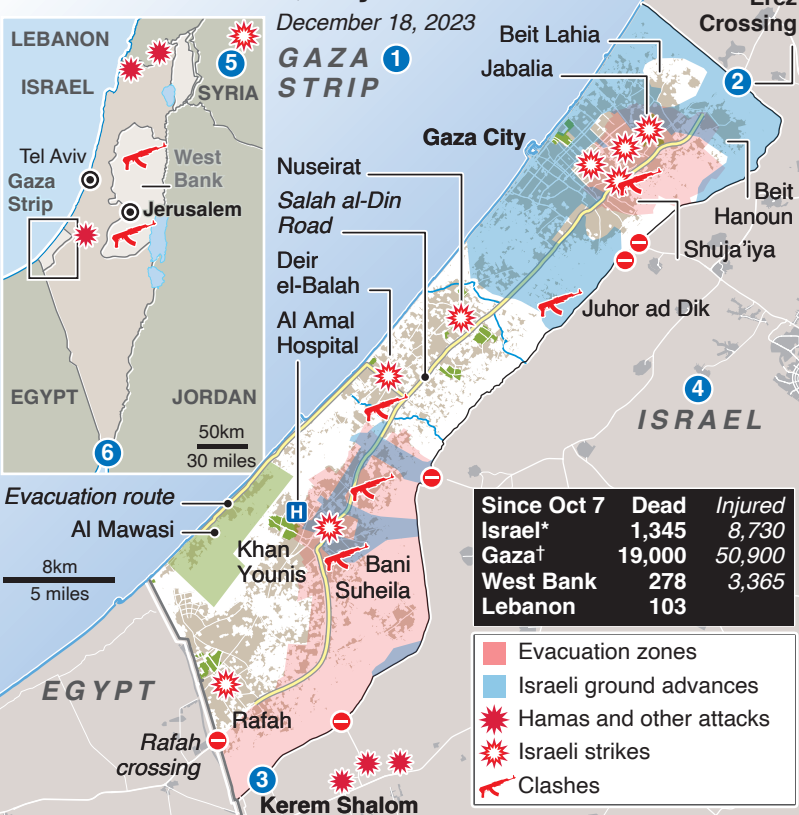 December 18, 2023
GAZA
STRIP
1
Erez
Crossing
2
Beit Lahia
Jabalia
Gaza City
Beit
Hanoun
Shuja’iya
Juhor ad Dik
Nuseirat
Salah al-Din
Road
Deir
el-Balah
Al Amal
Hospital
H
LEBANON
ISRAEL
5
SYRIA
Tel Aviv
West
Bank
Gaza
Strip
Jerusalem
EGYPT
JORDAN
50km
30 miles
6
4
ISRAEL
Evacuation route
Al Mawasi
8km
5 miles
Khan
Younis
Bani
Suheila
EGYPT
Rafah
Rafah
crossing
3
Kerem Shalom
Since Oct 7 Dead Injured
Israel* 1,345 8,730
Gaza† 19,000 50,900
West Bank 278 3,365
Lebanon 103
Evacuation zones
Israeli ground advances
Hamas and other attacks
Israeli strikes
Clashes